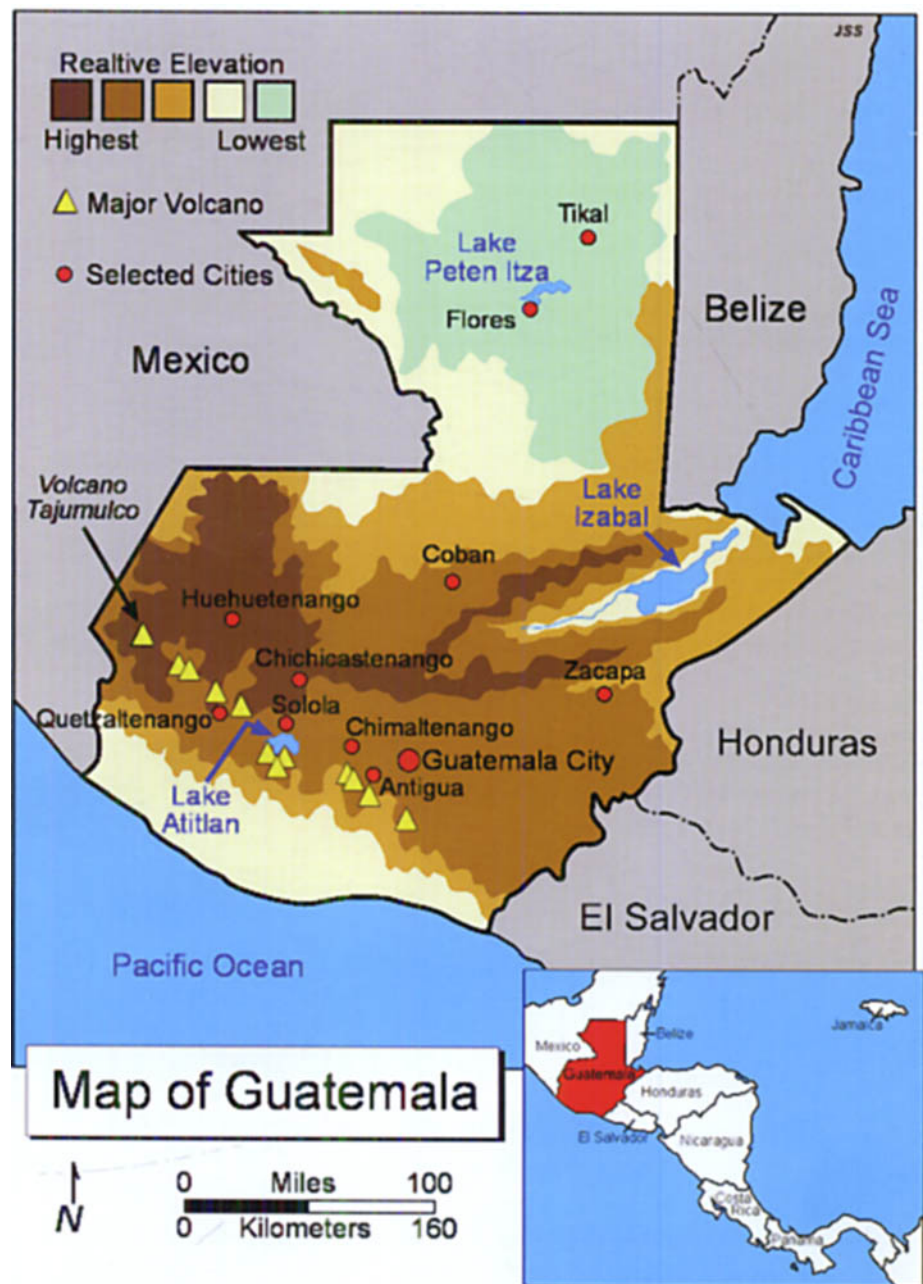 JSS
Realtive Elevation
Highest Lowest
Major Volcano
Selected Cities
Tikal
Lake
Peten Itza
Flores
Belize
Mexico
Caribbean Sea
Volcano
Tajumulco
Lake
Izabal
Coban
Huehuetenango
Chichicastenango
Zacapa
Quetzaltenango
Solola
Chimaltenango
Honduras
Guatemala City
Antigua
Lake
Atitlan
El Salvador
Pacific Ocean
Map of Guatemala
N
0 Miles 100
0 Kilometers 160
Jamaica
Belize
Mexico
Guatemala
Honduras
El Salvador
Nicaragua
Costa
Rica
Panama